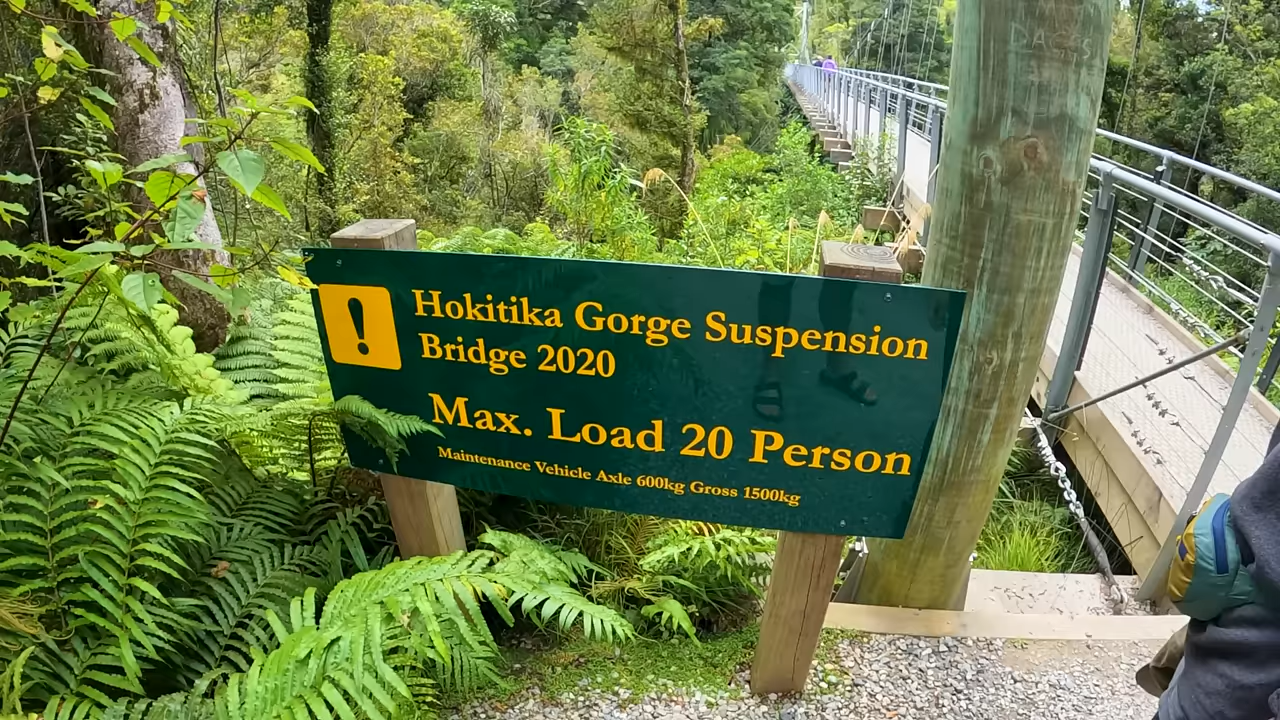 Hokitika Gorge Suspension
Bridge 2020
Max. Load 20 Person
Maintenance Vehicle Axle 600kg Gross 1500kg